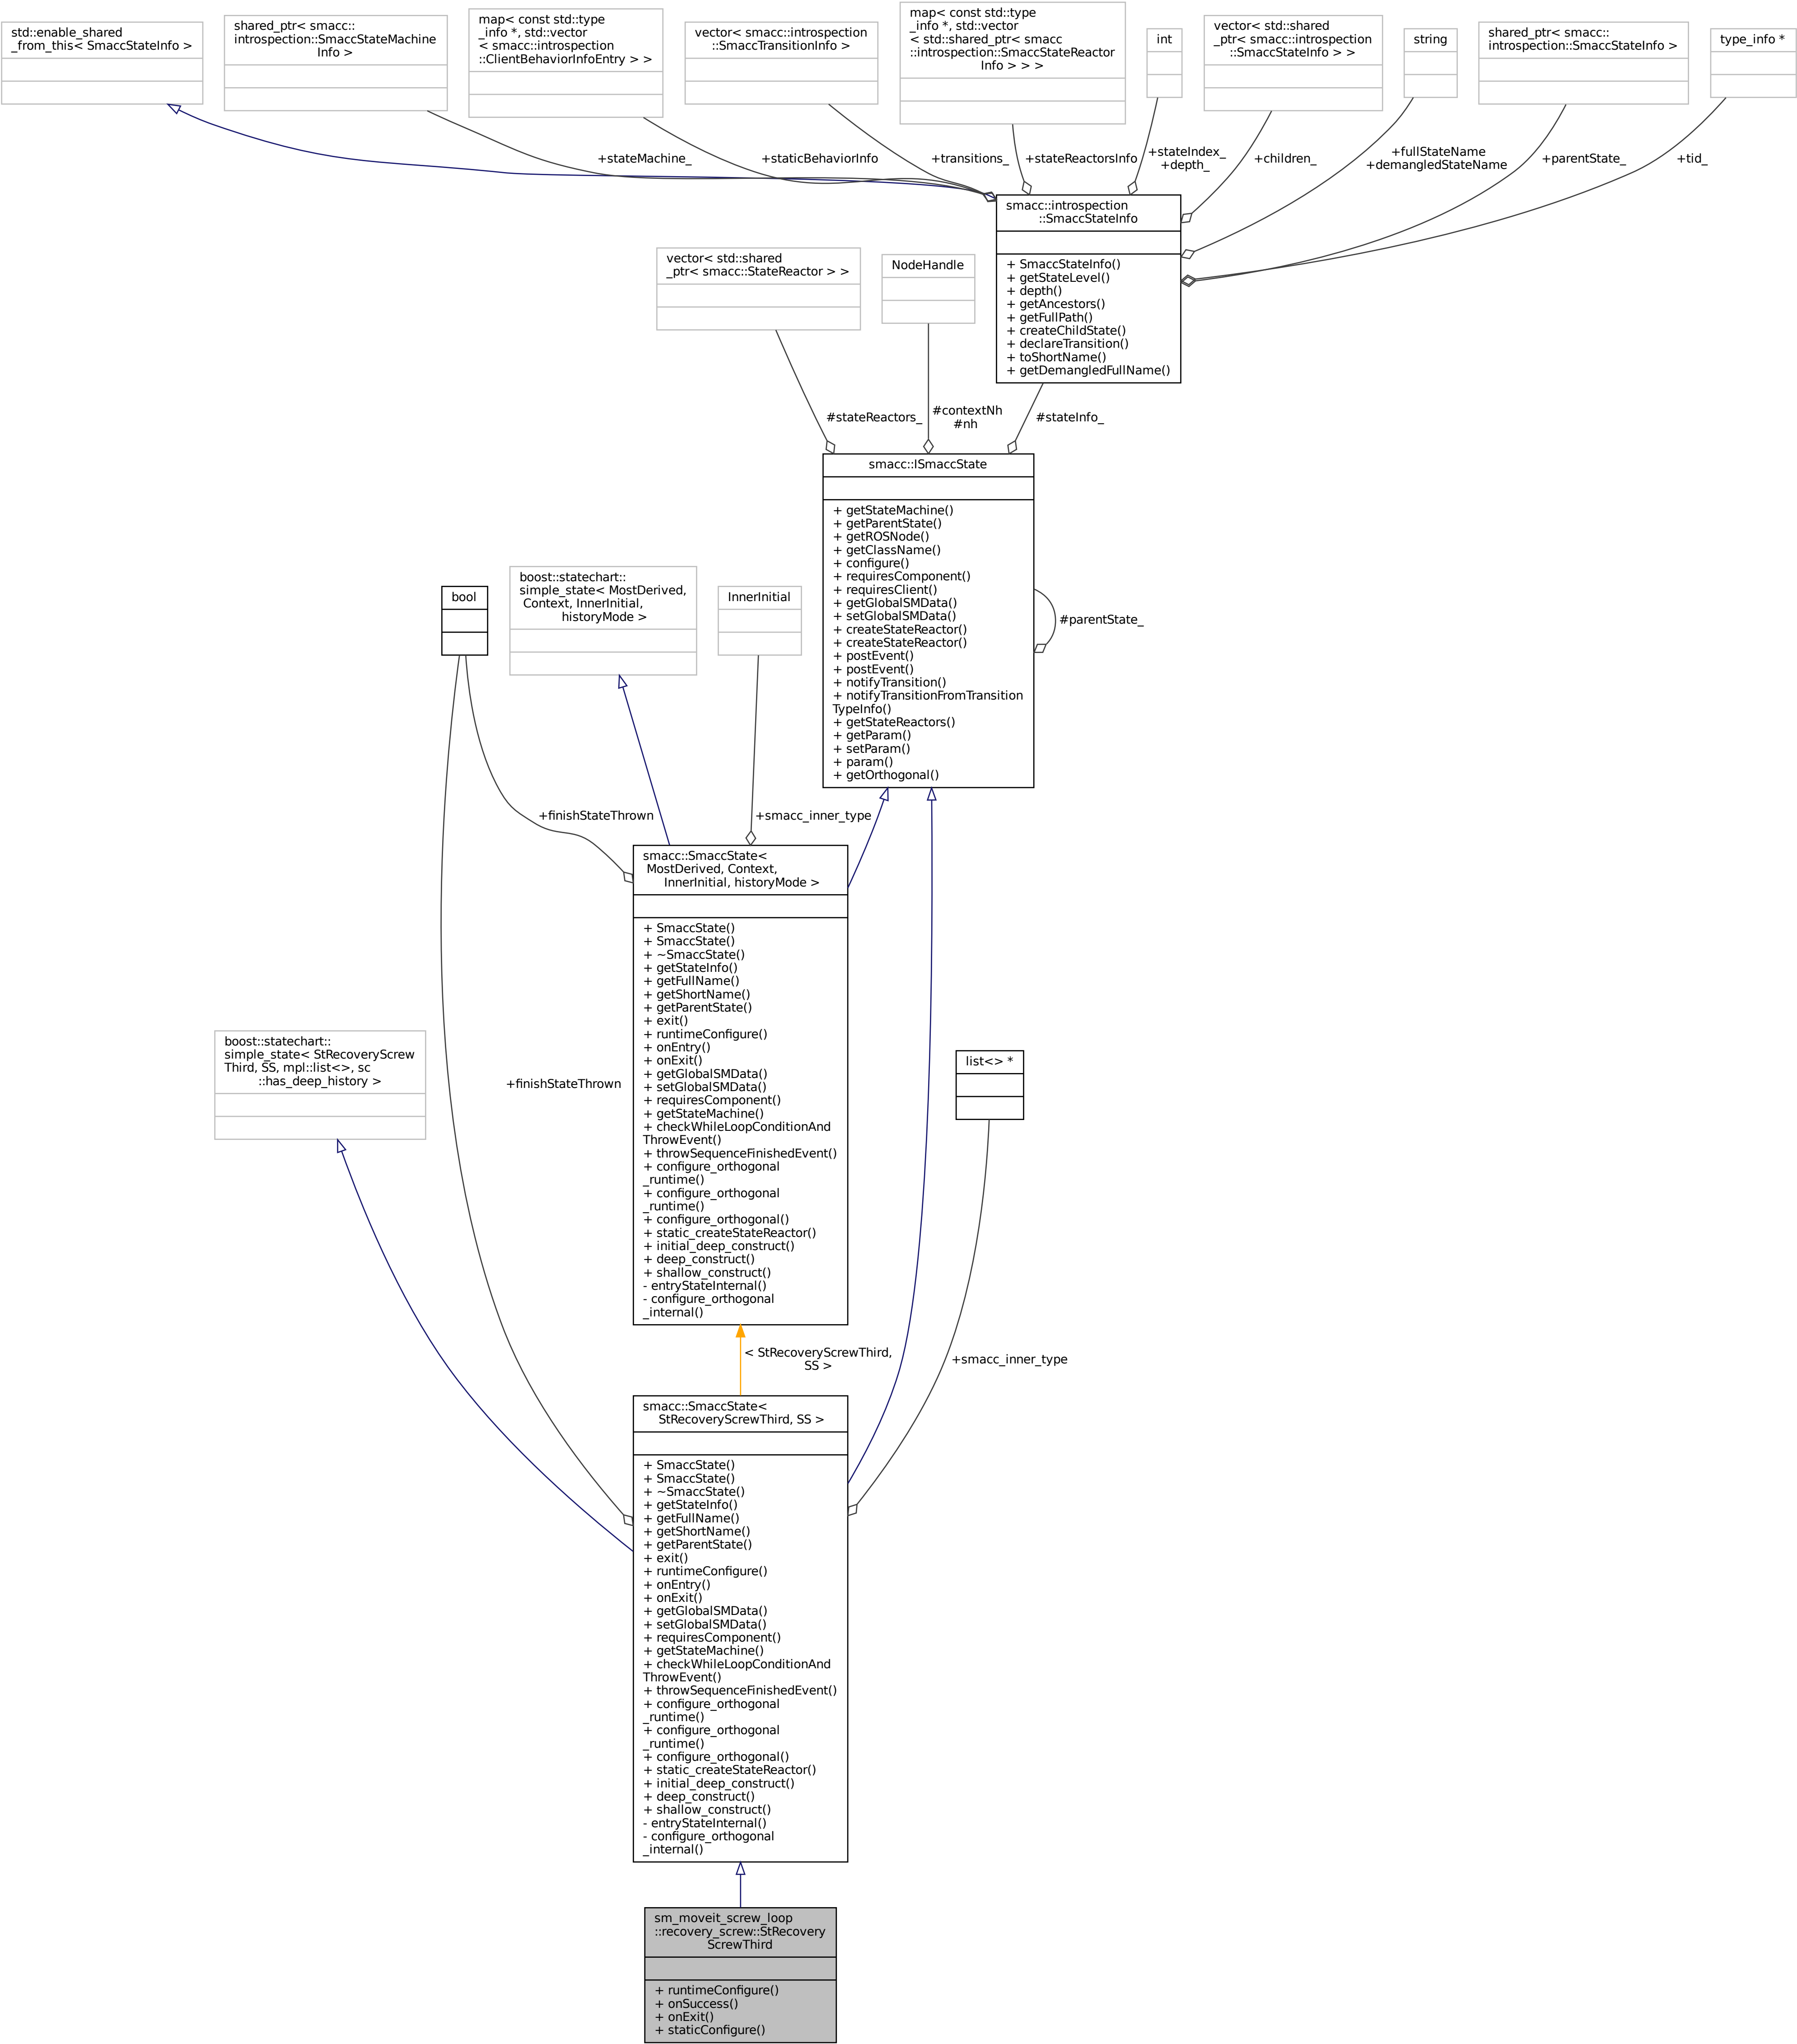 std::enable_shared
_from_this< SmaccStateInfo >
shared_ptr< smacc::
introspection::SmaccStateMachine
Info >
map< const std::type
_info *, std::vector
< smacc::introspection
::ClientBehaviorInfoEntry > >
vector< smacc::introspection
::SmaccTransitionInfo >
map< const std::type
_info *, std::vector
< std::shared_ptr< smacc
::introspection::SmaccStateReactor
Info > > >
int
vector< std::shared
_ptr< smacc::introspection
::SmaccStateInfo > >
string
shared_ptr< smacc::
introspection::SmaccStateInfo >
type_info *
+stateMachine_
+staticBehaviorInfo
+transitions_
+stateReactorsInfo
+stateIndex_
+depth_
+children_
+fullStateName
+demangledStateName
+parentState_
+tid_
smacc::introspection
::SmaccStateInfo
+ SmaccStateInfo()
+ getStateLevel()
+ depth()
+ getAncestors()
+ getFullPath()
+ createChildState()
+ declareTransition()
+ toShortName()
+ getDemangledFullName()
vector< std::shared
_ptr< smacc::StateReactor > >
NodeHandle
#stateReactors_
#contextNh
#nh
#stateInfo_
smacc::ISmaccState
+ getStateMachine()
+ getParentState()
+ getROSNode()
+ getClassName()
+ configure()
+ requiresComponent()
+ requiresClient()
+ getGlobalSMData()
+ setGlobalSMData()
+ createStateReactor()
+ createStateReactor()
+ postEvent()
+ postEvent()
+ notifyTransition()
+ notifyTransitionFromTransition
TypeInfo()
+ getStateReactors()
+ getParam()
+ setParam()
+ param()
+ getOrthogonal()
#parentState_
bool
boost::statechart::
simple_state< MostDerived,
Context, InnerInitial,
historyMode >
InnerInitial
+finishStateThrown
+smacc_inner_type
smacc::SmaccState<
MostDerived, Context,
InnerInitial, historyMode >
+ SmaccState()
+ SmaccState()
+ ~SmaccState()
+ getStateInfo()
+ getFullName()
+ getShortName()
+ getParentState()
+ exit()
+ runtimeConfigure()
+ onEntry()
+ onExit()
+ getGlobalSMData()
+ setGlobalSMData()
+ requiresComponent()
+ getStateMachine()
+ checkWhileLoopConditionAnd
ThrowEvent()
+ throwSequenceFinishedEvent()
+ configure_orthogonal
_runtime()
+ configure_orthogonal
_runtime()
+ configure_orthogonal()
+ static_createStateReactor()
+ initial_deep_construct()
+ deep_construct()
+ shallow_construct()
- entryStateInternal()
- configure_orthogonal
_internal()
boost::statechart::
simple_state< StRecoveryScrew
Third, SS, mpl::list<>, sc
::has_deep_history >
+finishStateThrown
list<> *
< StRecoveryScrewThird,
SS >
+smacc_inner_type
smacc::SmaccState<
StRecoveryScrewThird, SS >
+ SmaccState()
+ SmaccState()
+ ~SmaccState()
+ getStateInfo()
+ getFullName()
+ getShortName()
+ getParentState()
+ exit()
+ runtimeConfigure()
+ onEntry()
+ onExit()
+ getGlobalSMData()
+ setGlobalSMData()
+ requiresComponent()
+ getStateMachine()
+ checkWhileLoopConditionAnd
ThrowEvent()
+ throwSequenceFinishedEvent()
+ configure_orthogonal
_runtime()
+ configure_orthogonal
_runtime()
+ configure_orthogonal()
+ static_createStateReactor()
+ initial_deep_construct()
+ deep_construct()
+ shallow_construct()
- entryStateInternal()
- configure_orthogonal
_internal()
sm_moveit_screw_loop
::recovery_screw::StRecovery
ScrewThird
+ runtimeConfigure()
+ onSuccess()
+ onExit()
+ staticConfigure()